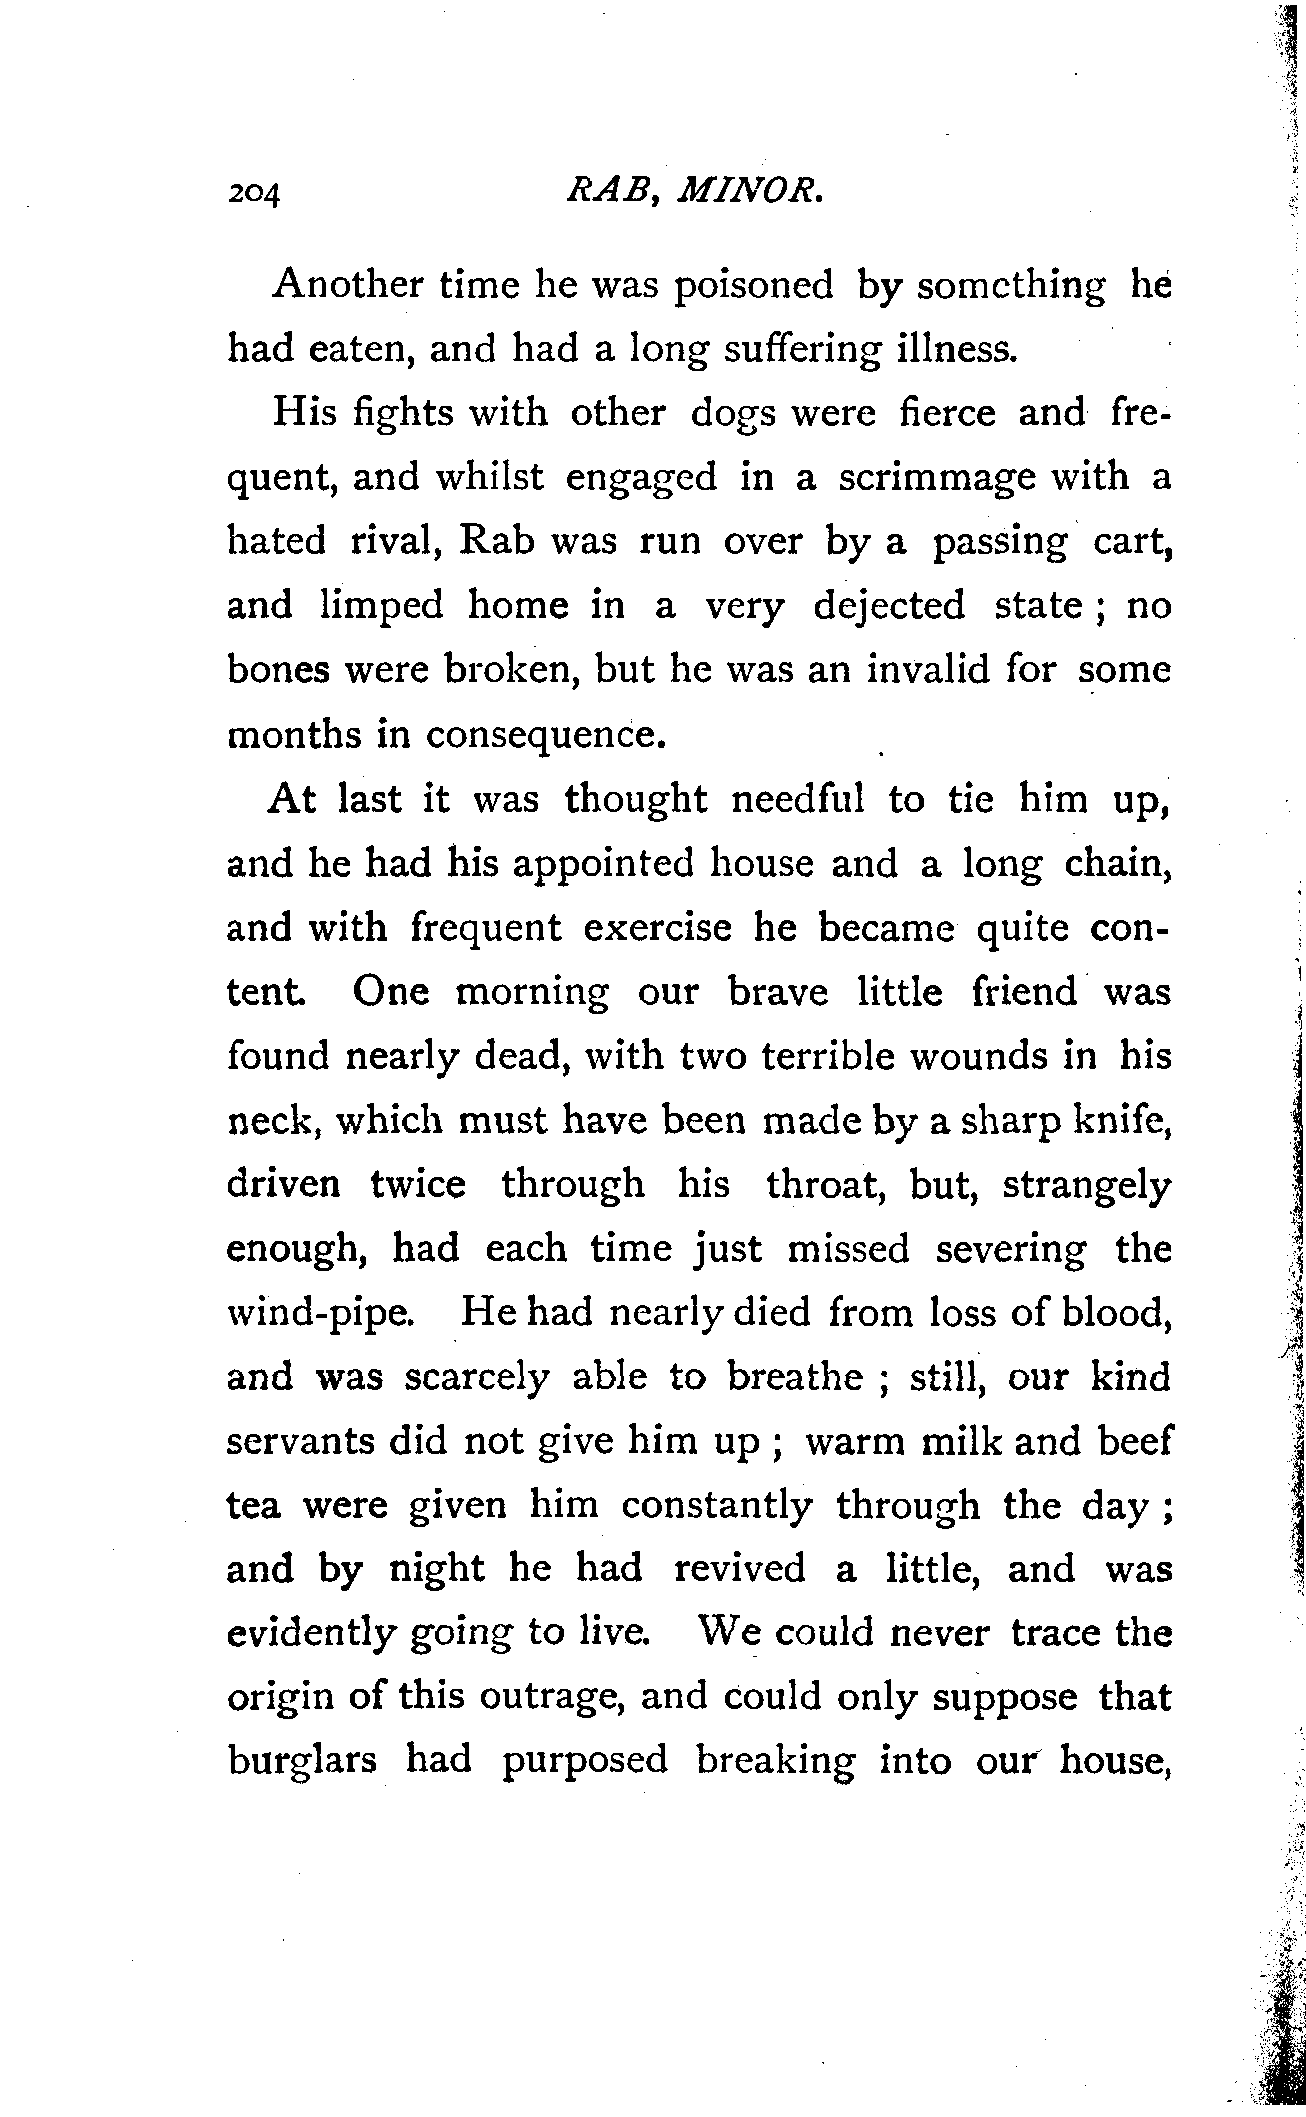 204 RAB, MINOR.
Another time he was poisoned by something he
had eaten, and had a long suffering illness.
His fights with other dogs were fierce and fre-
quent, and whilst engaged in a scrimmage with a
hated rival, Rab was run over by a passing cart,
and limped home in a very dejected state ; no
bones were broken, but he was an invalid for some
months in consequence.
At last it was thought needful to tie him up,
and he had his appointed house and a long chain,
and with frequent exercise he became quite con-
tent. One morning our brave little friend was
found nearly dead, with two terrible wounds in his
neck, which must have been made by a sharp knife,
driven twice through his throat, but, strangely
enough, had each time just missed severing the
wind-pipe. He had nearly died from loss of blood,
and was scarcely able to breathe ; still, our kind
servants did not give him up ; warm milk and beef
tea were given him constantly through the day ;
and by night he had revived a little, and was
evidently going to live. We could never trace the
origin of this outrage, and could only suppose that
burglars had purposed breaking into our house,